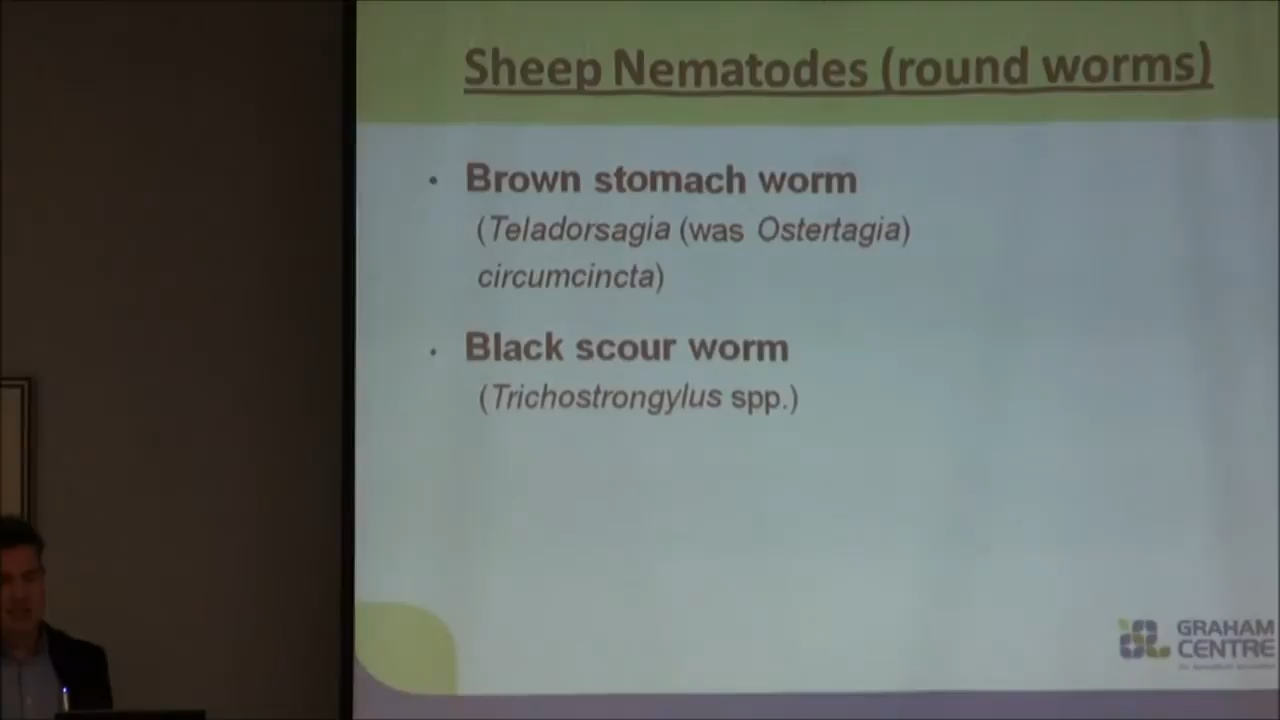 Sheep Nematodes (round worms)
• Brown stomach worm
(Teladorsagia (was Ostertagia)
circumcincta)
• Black scour worm
(Trichostrongylus spp.)
GRAHAM
CENTRE